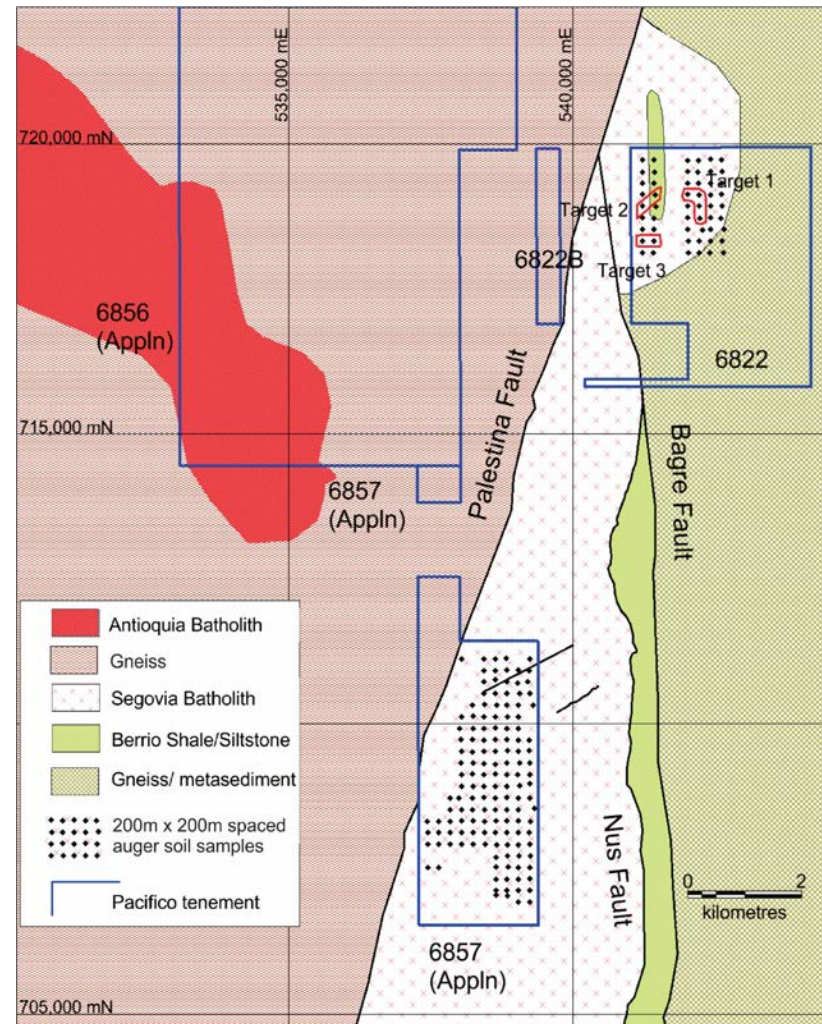 535,000 mE
540,000 mE
720,000 mN
Target 1
Target 2
6822B
Target 3
6856
(Appln)
6822
Palestina Fault
715,000 mN
Bagre Fault
6857
(Appln)
Antioquia Batholith
Gneiss
Segovia Batholith
Berrio Shale/Siltstone
Gneiss/ metasediment
200m x 200m spaced
auger soil samples
Pacifico tenement
Nus Fault
0 2
kilometres
6857
(Appln)
705,000 mN